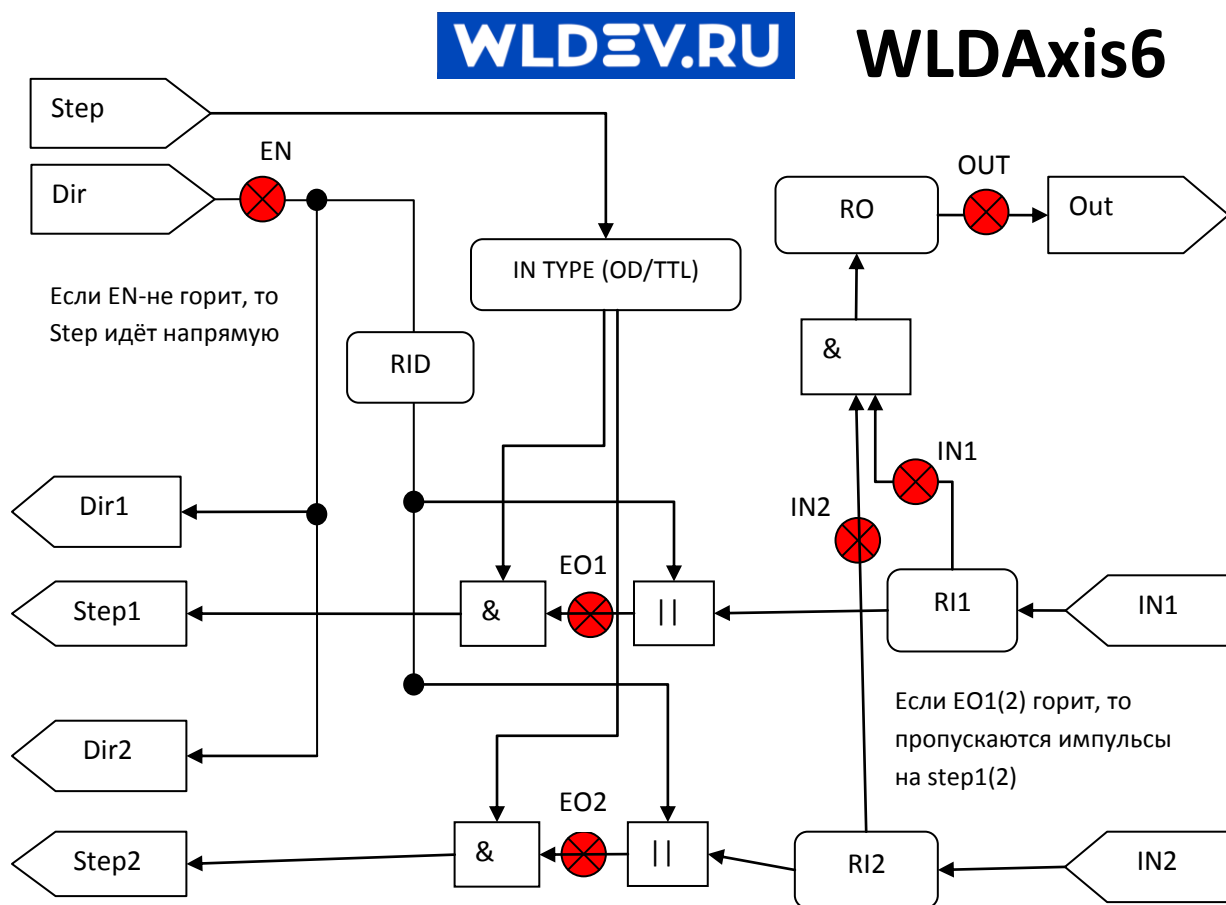 WLDEV.RU
WLDAxis6
Step
EN
Dir
OUT
RO
Out
IN TYPE (OD/TTL)
Если EN-не горит, то
Step идёт напрямую
RID
&
IN1
IN2
Dir1
EO1
Step1
&
||
RI1
IN1
Если EO1(2) горит, то
пропускаются импульсы
на step1(2)
Dir2
EO2
Step2
&
||
RI2
IN2